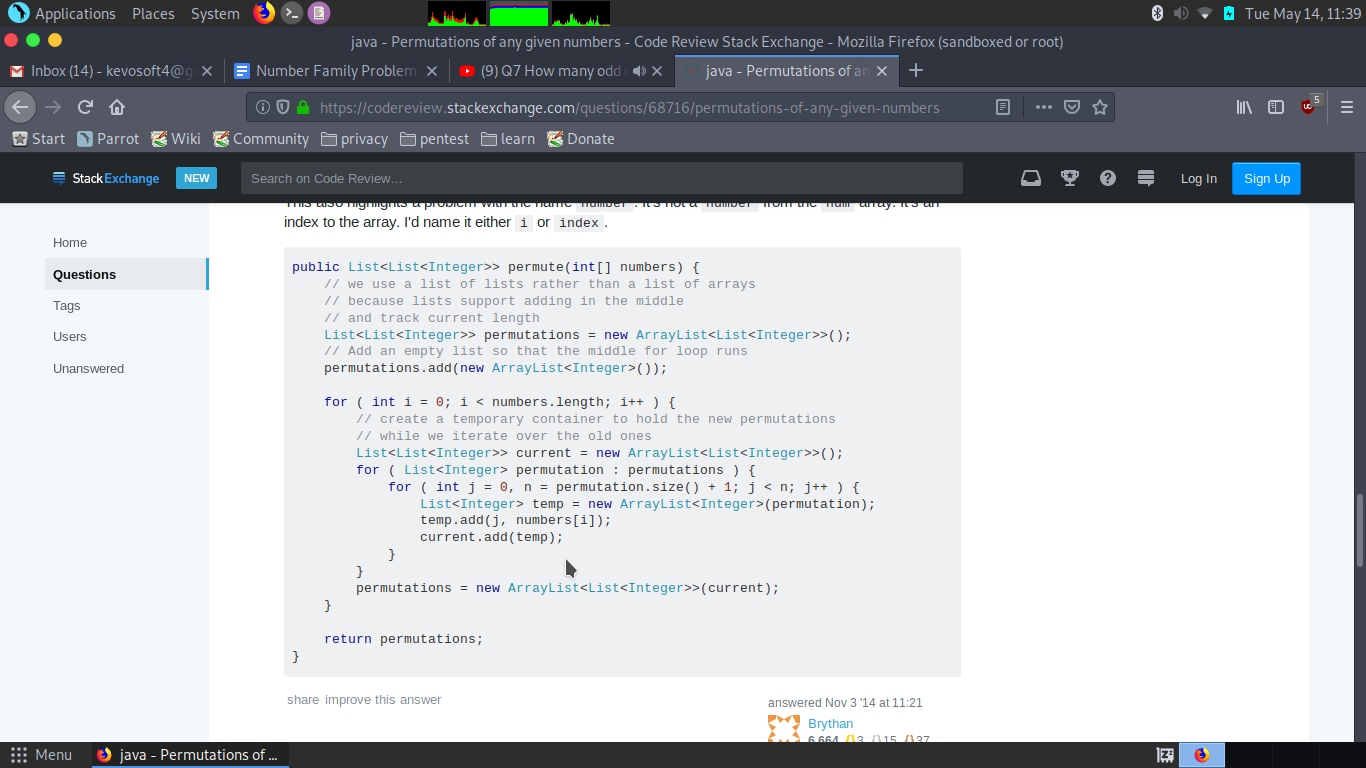 Applications Places System Tue May 14, 11:39
java - Permutations of any given numbers - Code Review Stack Exchange - Mozilla Firefox (sandboxed or root)
Inbox (14) - kevosoft4@g Number Family Problem (9) Q7 How many odd java - Permutations of an
https://codereview.stackexchange.com/questions/68716/permutations-of-any-given-numbers 5
Start Parrot Wiki Community privacy pentest learn Donate
StackExchange NEW Search on Code Review… Log In Sign Up
This also highlights a problem with the name number. It's not a number from the num array. It's an
index to the array. I'd name it either i or index.
Home
Questions
Tags
Users
Unanswered
public List<List<Integer>> permute(int[] numbers) {
// we use a list of lists rather than a list of arrays
// because lists support adding in the middle
// and track current length
List<List<Integer>> permutations = new ArrayList<List<Integer>>();
// Add an empty list so that the middle for loop runs
permutations.add(new ArrayList<Integer>());
for ( int i = 0; i < numbers.length; i++ ) {
// create a temporary container to hold the new permutations
// while we iterate over the old ones
List<List<Integer>> current = new ArrayList<List<Integer>>();
for ( List<Integer> permutation : permutations ) {
for ( int j = 0, n = permutation.size() + 1; j < n; j++ ) {
List<Integer> temp = new ArrayList<Integer>(permutation);
temp.add(j, numbers[i]);
current.add(temp);
}
}
permutations = new ArrayList<List<Integer>>(current);
}
return permutations;
}
share improve this answer
answered Nov 3 '14 at 11:21
Brythan
6,664 3 15 37
Menu java - Permutations of ...